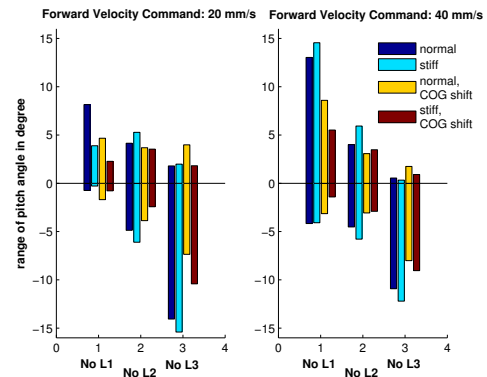 Forward Velocity Command: 20 mm/s
Forward Velocity Command: 40 mm/s
range of pitch angle in degree
15
10
5
0
−5
−10
−15
0 1 2 3 4
No L1 No L2 No L3
15
10
5
0
−5
−10
−15
0 1 2 3 4
No L1 No L2 No L3
normal
stiff
normal,
COG shift
stiff,
COG shift